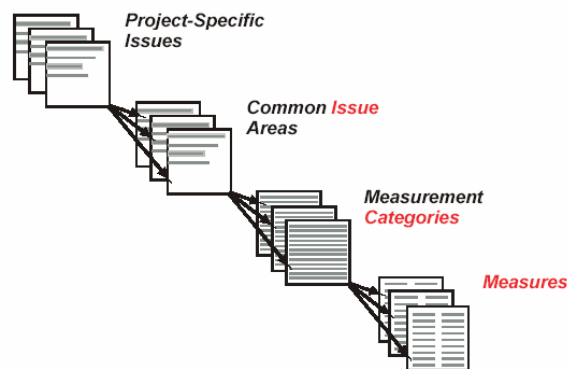 Project-Specific
Issues
Common Issue
Areas
Measurement
Categories
Measures